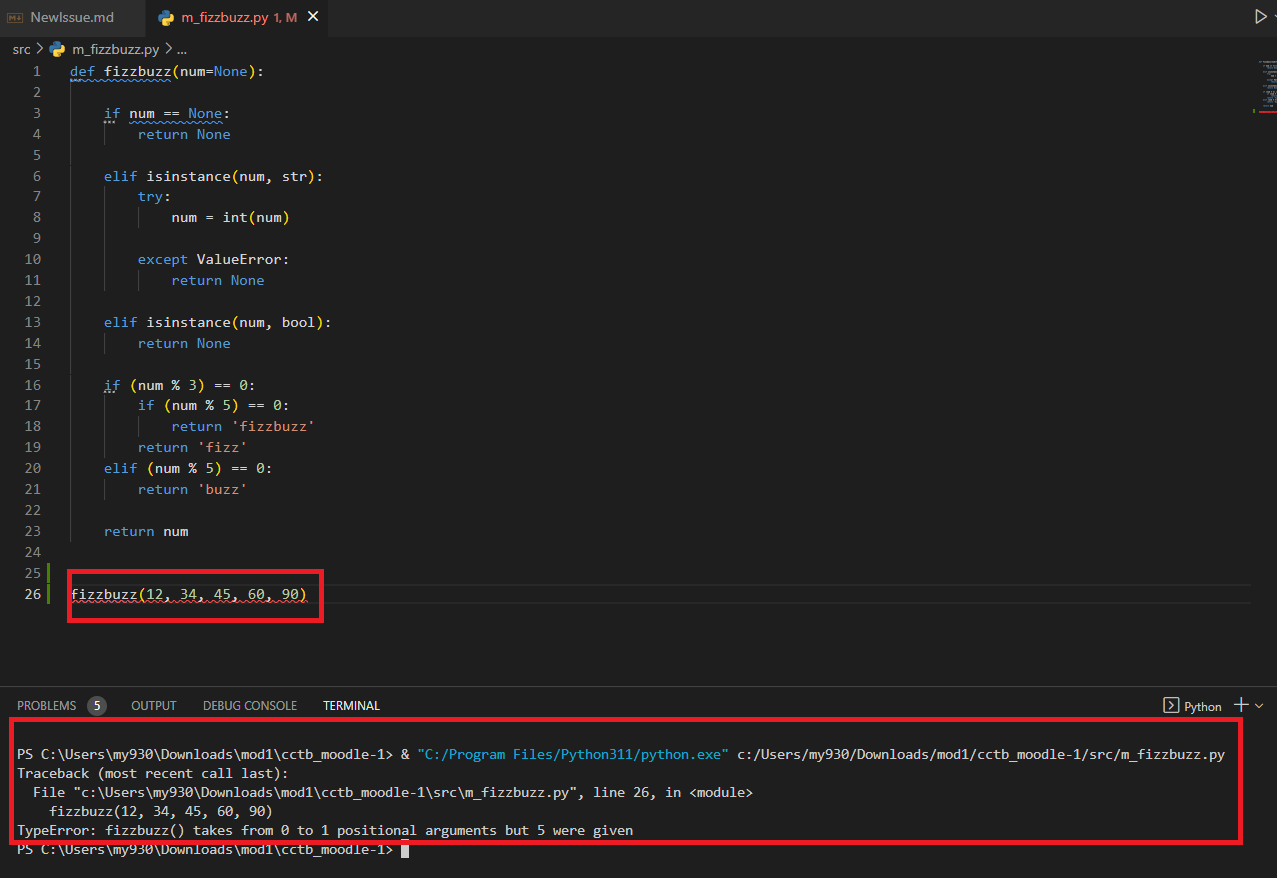 NewIssue.md m_fizzbuzz.py 1, M
src > m_fizzbuzz.py > ...
1 def fizzbuzz(num=None):
2
3     if num == None:
4         return None
5
6     elif isinstance(num, str):
7         try:
8             num = int(num)
9
10         except ValueError:
11             return None
12
13     elif isinstance(num, bool):
14         return None
15
16     if (num % 3) == 0:
17         if (num % 5) == 0:
18             return 'fizzbuzz'
19         return 'fizz'
20     elif (num % 5) == 0:
21         return 'buzz'
22
23     return num
24
25
26 fizzbuzz(12, 34, 45, 60, 90)
PROBLEMS 5 OUTPUT DEBUG CONSOLE TERMINAL Python
PS C:\Users\my930\Downloads\mod1\cctb_moodle-1> & "C:/Program Files/Python311/python.exe" c:/Users/my930/Downloads/mod1/cctb_moodle-1/src/m_fizzbuzz.py
Traceback (most recent call last):
  File "c:\Users\my930\Downloads\mod1\cctb_moodle-1\src\m_fizzbuzz.py", line 26, in <module>
    fizzbuzz(12, 34, 45, 60, 90)
TypeError: fizzbuzz() takes from 0 to 1 positional arguments but 5 were given
PS C:\Users\my930\Downloads\mod1\cctb_moodle-1>